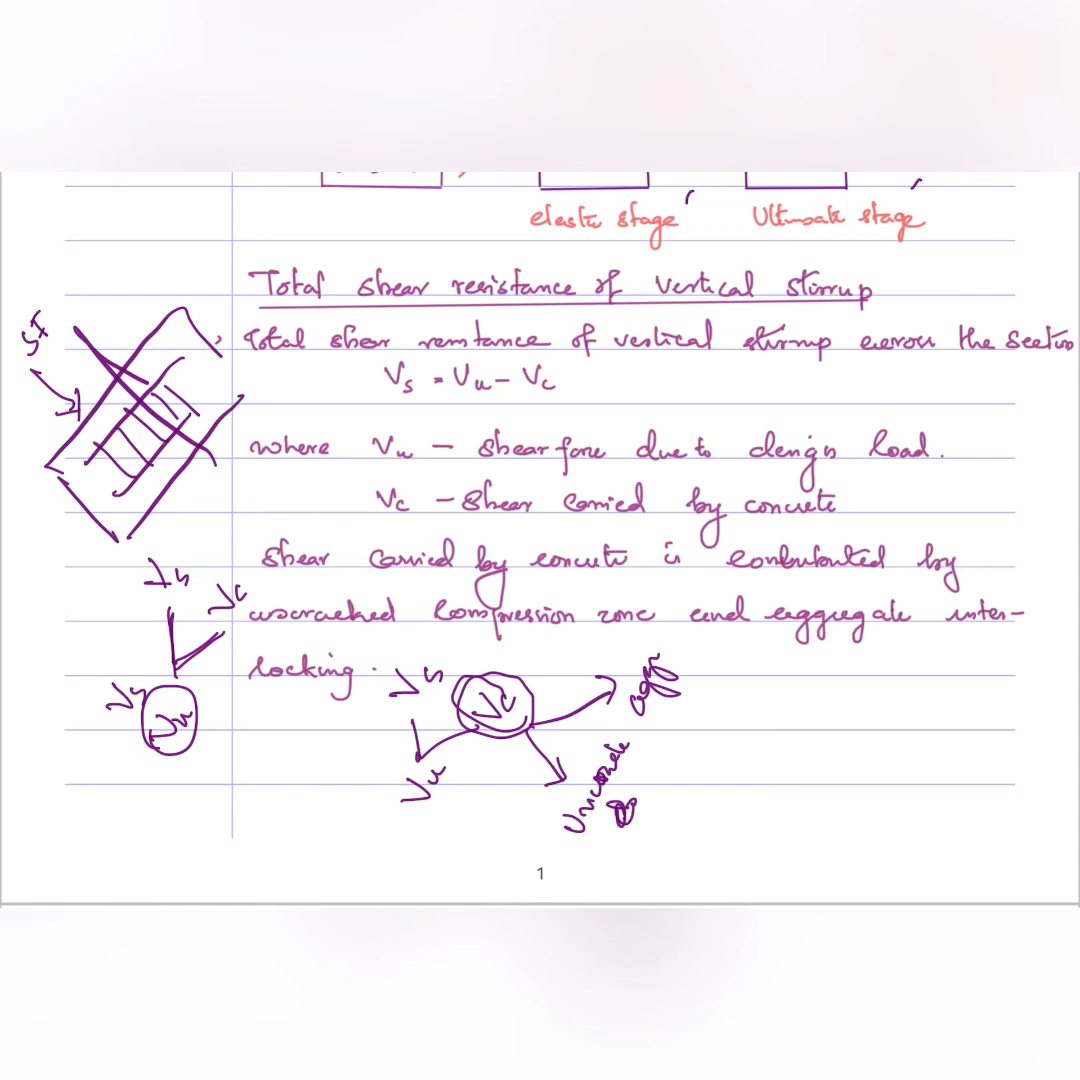 elastic stage
Ultimate stage
Total shear resistance of vertical stirrup
Total shear resistance of vertical stirrup across the Section
Vs = Vu - Vc
where Vu - shear force due to design load.
Vc - Shear carried by concrete
shear carried by concrete is contributed by
uncracked compression zone and aggregate inter-
locking.
Vs
Vc
Vs
Vu
Vs
Vc
Vu
1